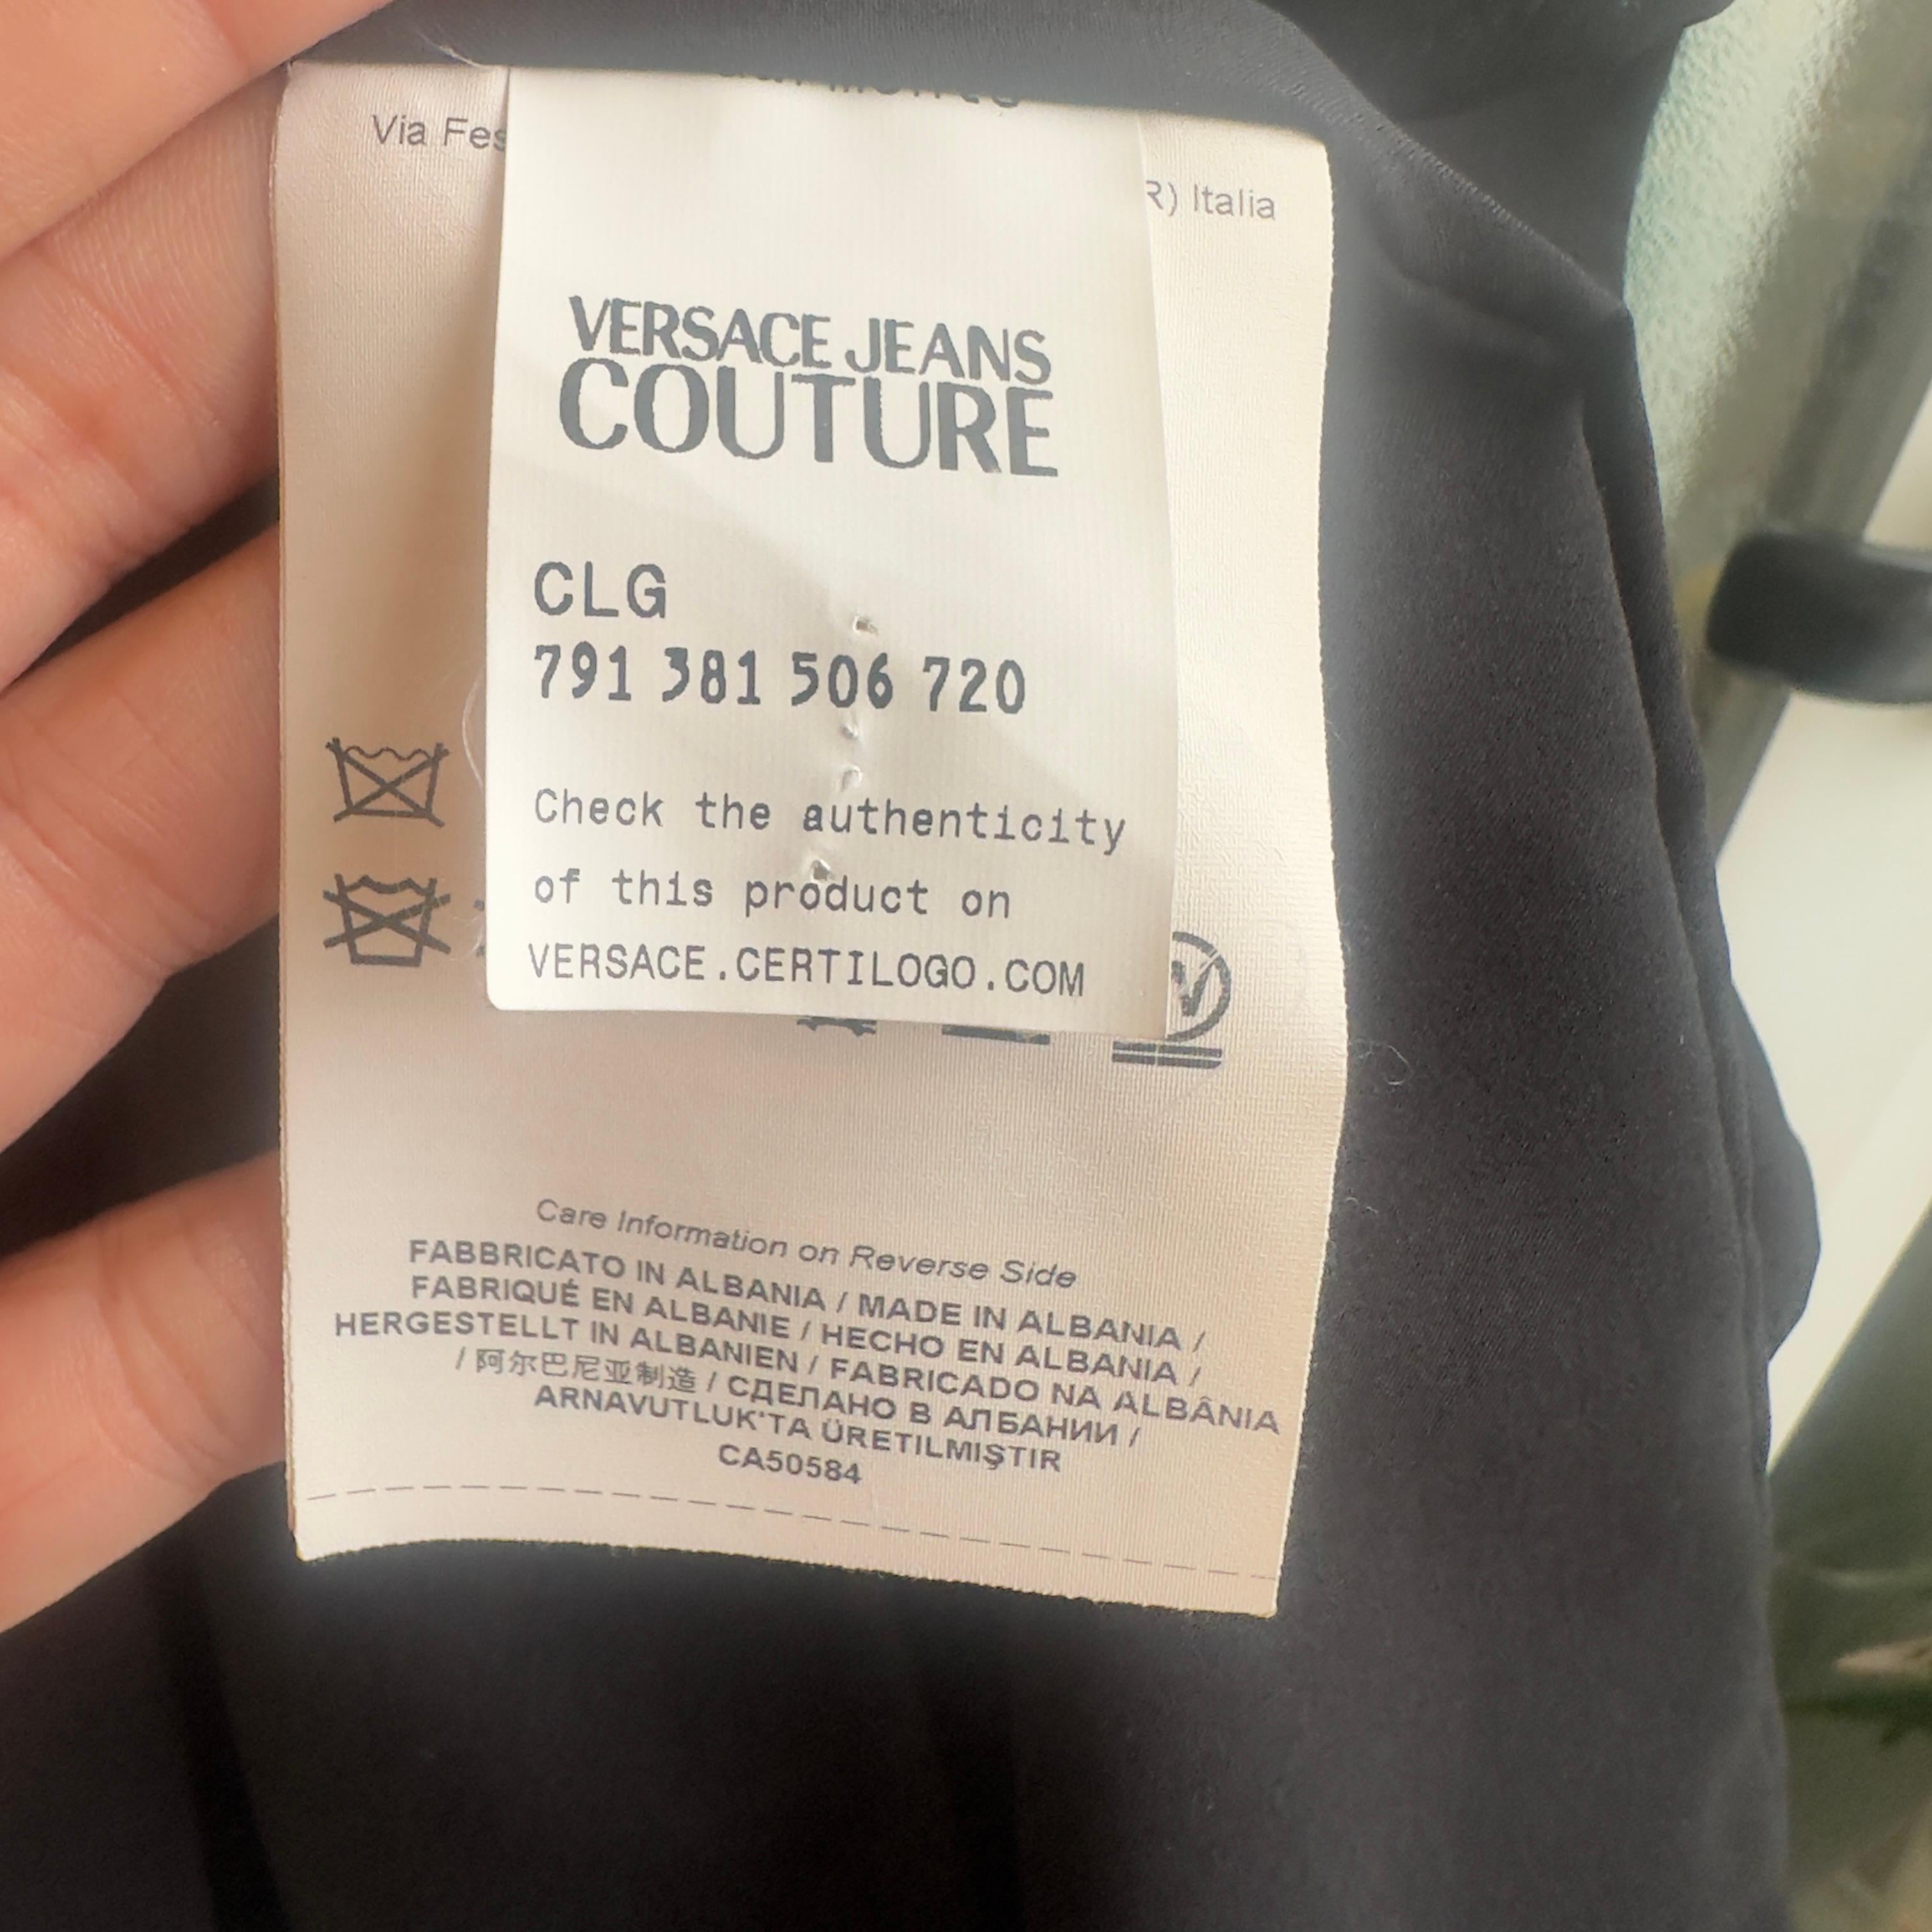 Via Fes
R) Italia
VERSACE JEANS
COUTURE
CLG
791 381 506 720
Check the authenticity
of this product on
VERSACE.CERTILOGO.COM
Care Information on Reverse Side
FABBRICATO IN ALBANIA / MADE IN ALBANIA /
FABRIQUÉ EN ALBANIE / HECHO EN ALBANIA /
HERGESTELLT IN ALBANIEN / FABRICADO NA ALBÂNIA
/ 阿尔巴尼亚制造 / СДЕЛАНО В АЛБАНИИ /
ARNAVUTLUK'TA ÜRETILMIŞTIR
CA50584